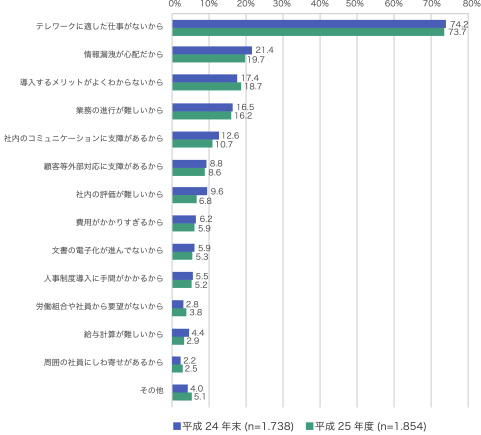 0% 10% 20% 30% 40% 50% 60% 70% 80%
テレワークに適した仕事がないから 74.2 73.7
情報漏洩が心配だから 21.4 19.7
導入するメリットがよくわからないから 17.4 18.7
業務の進行が難しいから 16.5 16.2
社内のコミュニケーションに支障があるから 12.6 10.7
顧客等外部対応に支障があるから 8.8 8.6
社内の評価が難しいから 9.6 6.8
費用がかかりすぎるから 6.2 5.9
文書の電子化が進んでないから 5.9 5.3
人事制度導入に手間がかかるから 5.5 5.2
労働組合や社員から要望がないから 2.8 3.8
給与計算が難しいから 4.4 2.9
周囲の社員にしわ寄せがあるから 2.2 2.5
その他 4.0 5.1
平成 24 年末 (n=1.738) 平成 25 年度 (n=1.854)